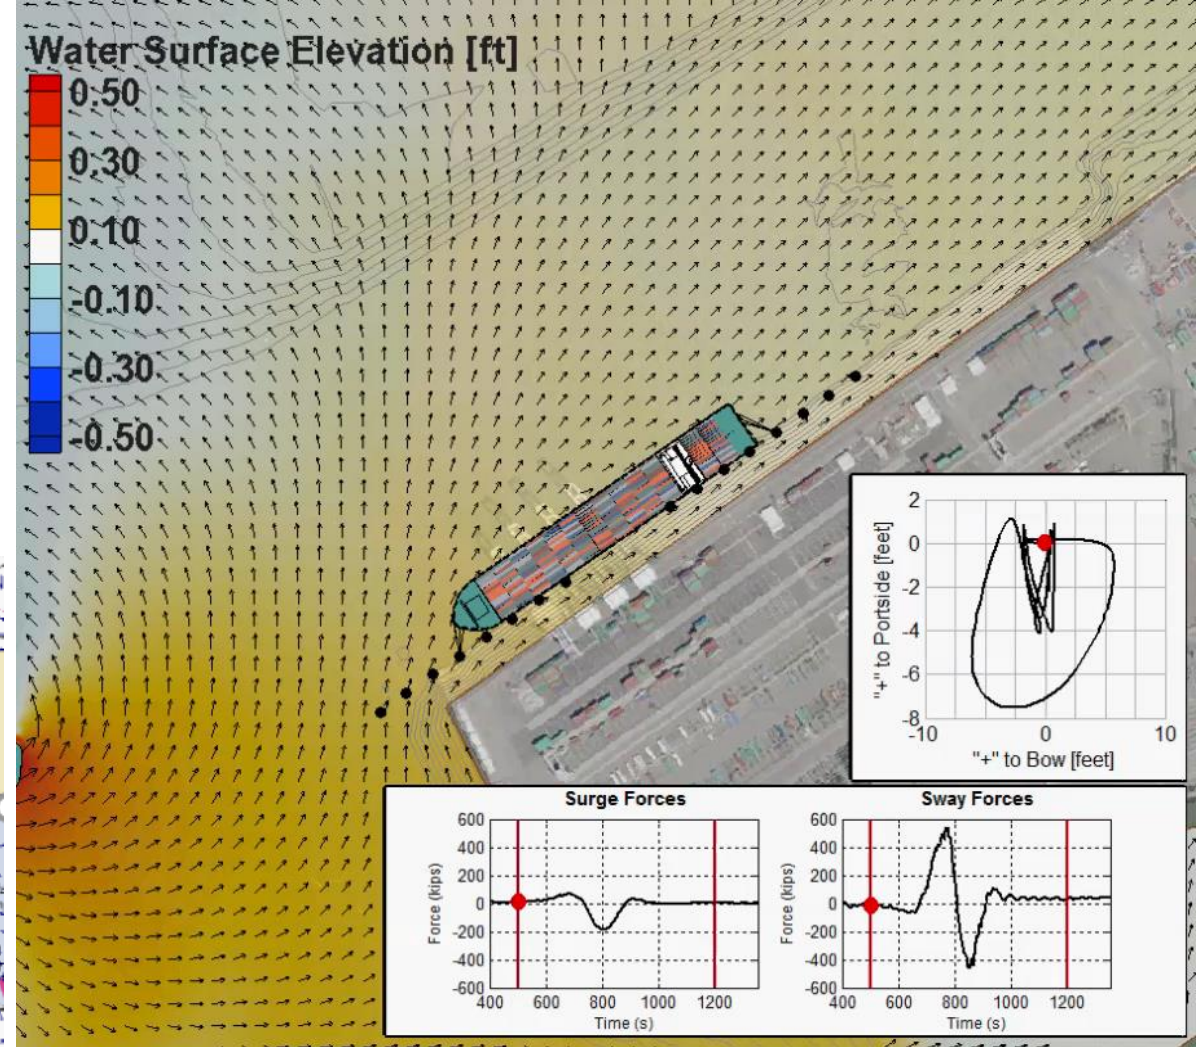 Water Surface Elevation [ft]
0.50
0.30
0.10
-0.10
-0.30
-0.50
2
0
-2
-4
-6
-8
-10 0 10
"+" to Portside [feet]
"+" to Bow [feet]
Surge Forces
600
400
200
0
-200
-400
-600
400 600 800 1000 1200
Force (kips)
Time (s)
Sway Forces
600
400
200
0
-200
-400
-600
400 600 800 1000 1200
Force (kips)
Time (s)